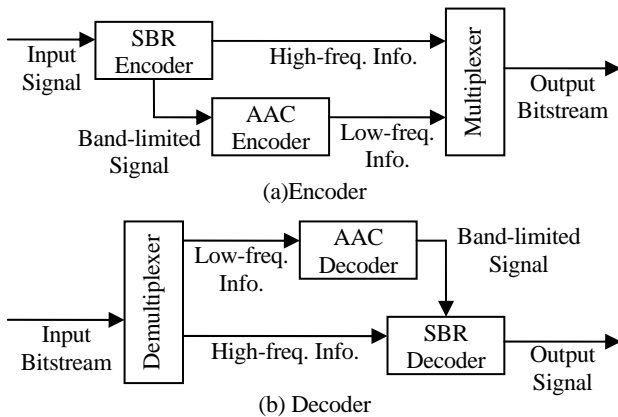 Input
Signal
SBR
Encoder
High-freq. Info.
Multiplexer
Output
Bitstream
Band-limited
Signal
AAC
Encoder
Low-freq.
Info.
(a)Encoder
Demultiplexer
Low-freq.
Info.
AAC
Decoder
Band-limited
Signal
Input
Bitstream
High-freq. Info.
SBR
Decoder
Output
Signal
(b) Decoder